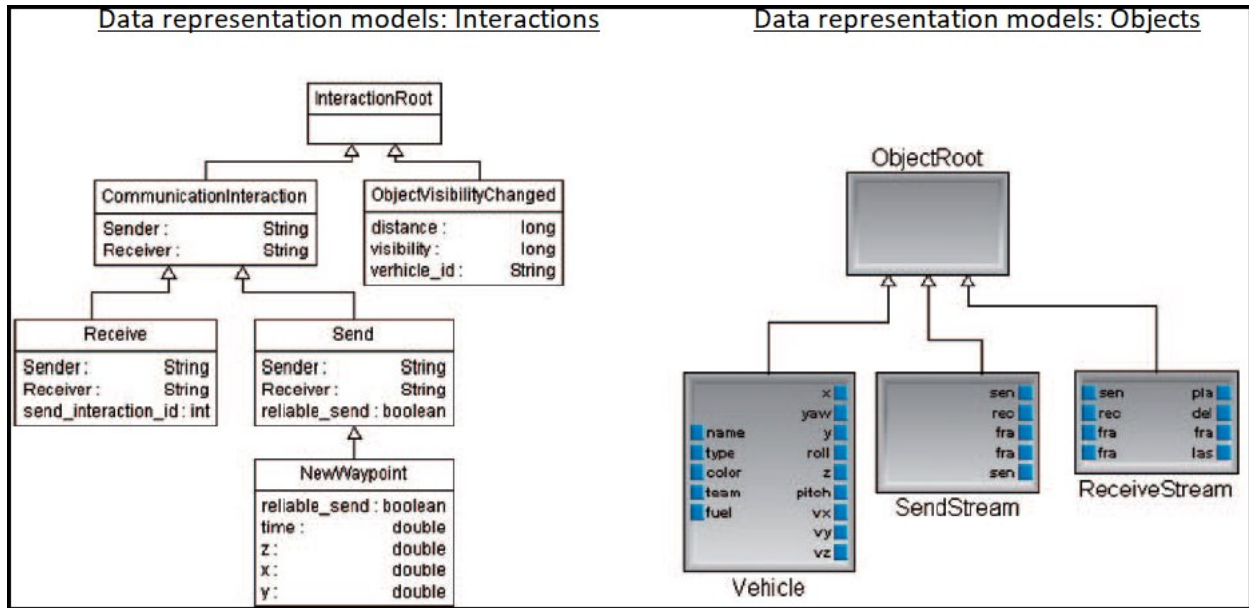 Data representation models: Interactions
Data representation models: Objects
InteractionRoot
CommunicationInteraction
Sender : String
Receiver : String
ObjectVisibilityChanged
distance : long
visibility : long
verhicle_id : String
Receive
Sender : String
Receiver : String
send_interaction_id : int
Send
Sender : String
Receiver : String
reliable_send : boolean
NewWaypoint
reliable_send : boolean
time : double
z : double
x : double
y : double
ObjectRoot
x
yaw
name y
type roll
color z
team pitch
fuel vx
vy
vz
Vehicle
sen
rec
fra
fra
sen
SendStream
sen pla
rec del
fra fra
fra las
ReceiveStream